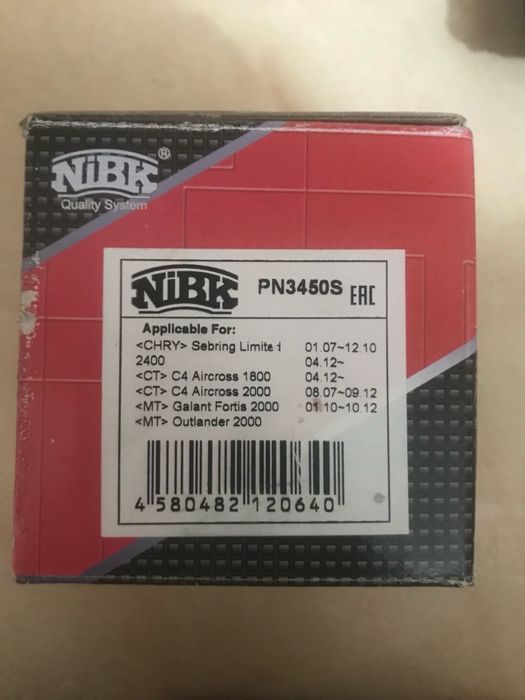 NiBK®
Quality System
NiBK PN3450S EAC
Applicable For:
<CHRY> Sebring Limited 01.07~12.10
2400 04.12~
<CT> C4 Aircross 1800 04.12~
<CT> C4 Aircross 2000 08.07~09.12
<MT> Galant Fortis 2000 01.10~10.12
<MT> Outlander 2000
4 580482 120640